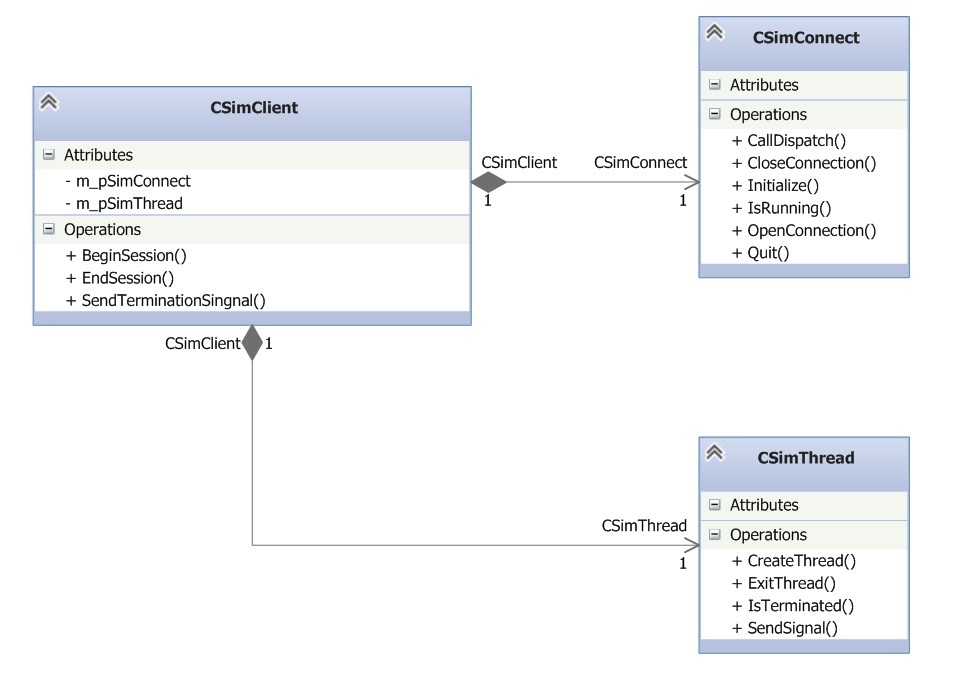 CSimClient
Attributes
- m_pSimConnect
- m_pSimThread
Operations
+ BeginSession()
+ EndSession()
+ SendTerminationSingnal()
CSimClient
1
CSimConnect
1
CSimConnect
Attributes
Operations
+ CallDispatch()
+ CloseConnection()
+ Initialize()
+ IsRunning()
+ OpenConnection()
+ Quit()
CSimClient 1
CSimThread
1
CSimThread
Attributes
Operations
+ CreateThread()
+ ExitThread()
+ IsTerminated()
+ SendSignal()